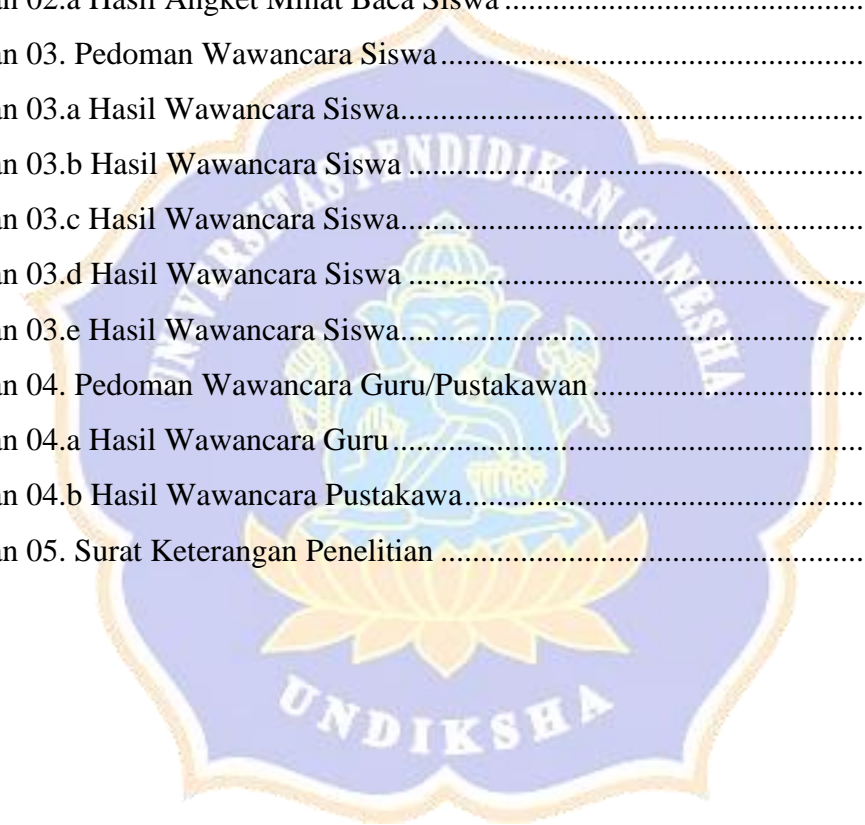 an 02.a Hasil Angket Minat Baca Siswa ........................................
an 03. Pedoman Wawancara Siswa ........................................
an 03.a Hasil Wawancara Siswa ........................................
an 03.b Hasil Wawancara Siswa ........................................
an 03.c Hasil Wawancara Siswa ........................................
an 03.d Hasil Wawancara Siswa ........................................
an 03.e Hasil Wawancara Siswa ........................................
an 04. Pedoman Wawancara Guru/Pustakawan ........................................
an 04.a Hasil Wawancara Guru ........................................
an 04.b Hasil Wawancara Pustakawa ........................................
an 05. Surat Keterangan Penelitian ........................................
UNIVERSITAS PENDIDIKAN GANESHA
UNDIKSHA